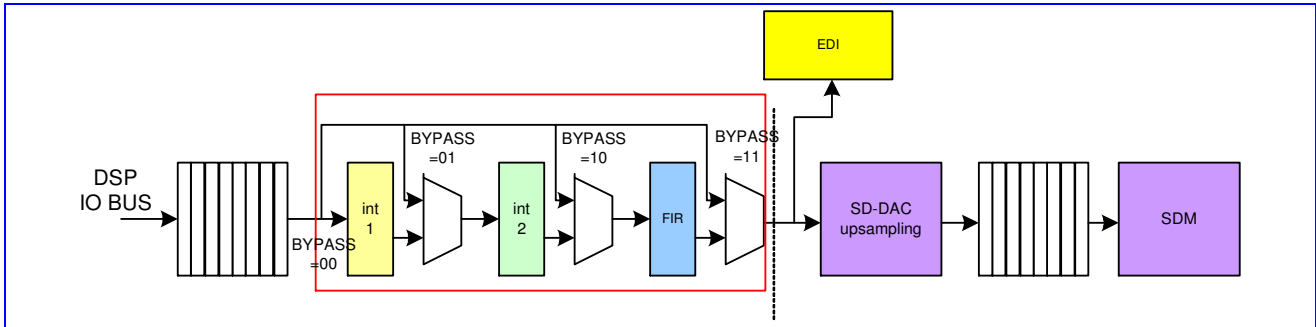 EDI
DSP
IO BUS
BYPASS
=00
int
1
BYPASS
=01
int
2
BYPASS
=10
FIR
BYPASS
=11
SD-DAC
upsampling
SDM